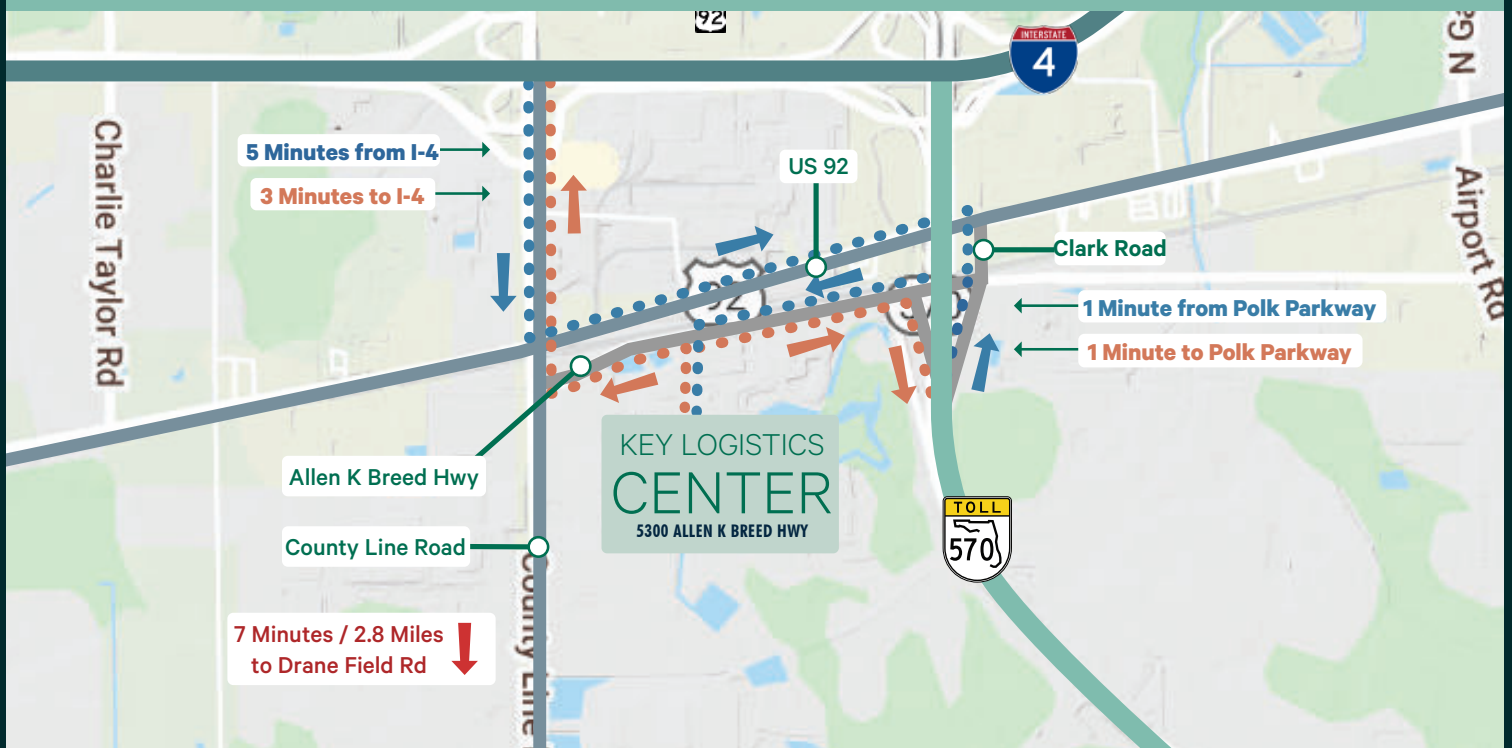 92
INTERSTATE
4
Charlie Taylor Rd
5 Minutes from I-4
3 Minutes to I-4
US 92
92
Clark Road
Airport Rd
570
1 Minute from Polk Parkway
1 Minute to Polk Parkway
KEY LOGISTICS
CENTER
5300 ALLEN K BREED HWY
Allen K Breed Hwy
County Line Road
TOLL
570
County Line
7 Minutes / 2.8 Miles
to Drane Field Rd